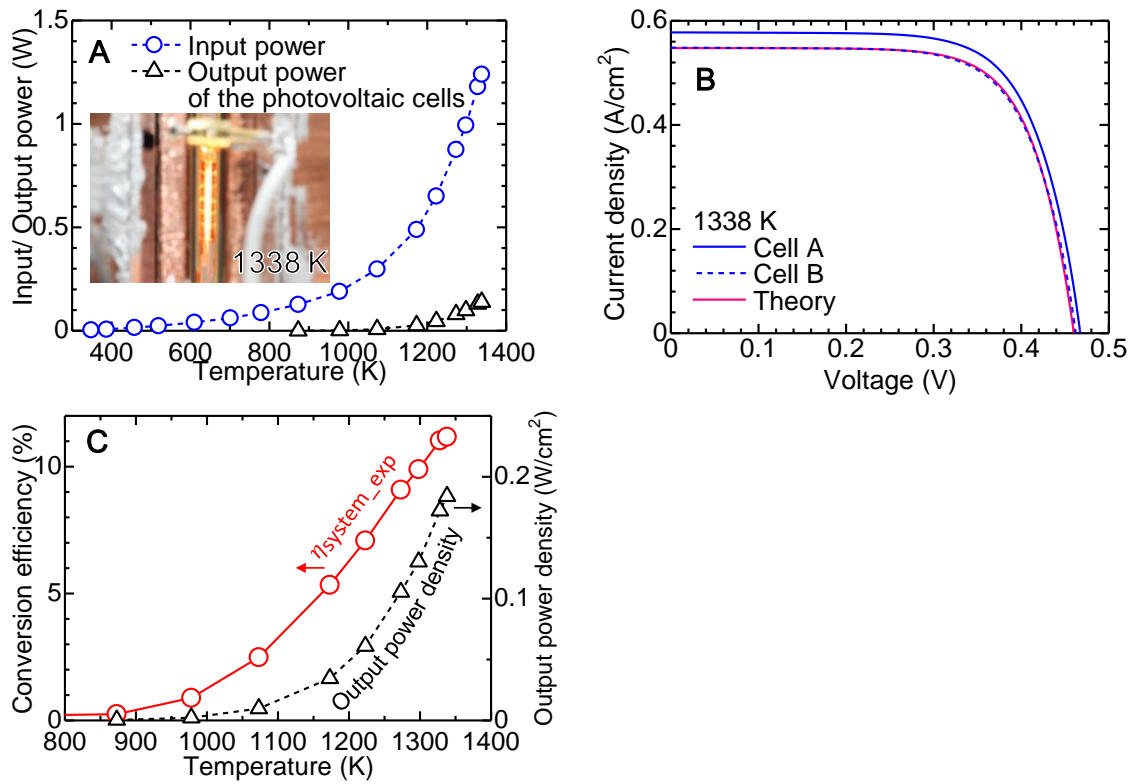 A
Input power
Output power
of the photovoltaic cells
1338 K
Input/ Output power (W)
0
0.5
1
1.5
400
600
800
1000
1200
1400
Temperature (K)
B
1338 K
Cell A
Cell B
Theory
Current density (A/cm²)
0
0.2
0.4
0.6
0
0.1
0.2
0.3
0.4
0.5
Voltage (V)
C
ηsystem_exp
Output power density
Conversion efficiency (%)
0
5
10
Output power density (W/cm²)
0
0.1
0.2
800
900
1000
1100
1200
1300
1400
Temperature (K)